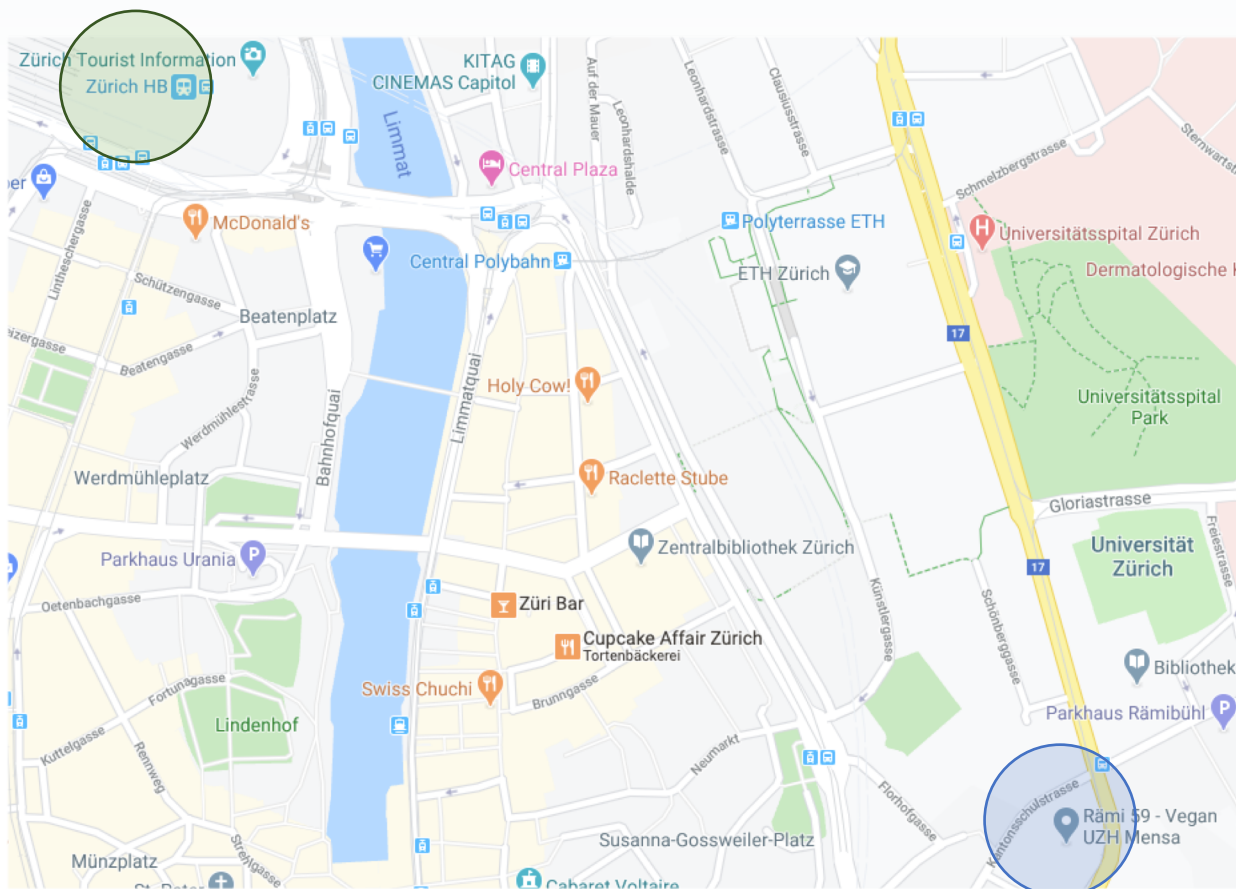 Zürich Tourist Information
Zürich HB
KITAG
CINEMAS Capitol
Auf der Mauer
Leonhardstrasse
Clausiusstrasse
Leonhardshalde
Limmat
Central Plaza
Schmelzbergstrasse
McDonald's
Polyterrasse ETH
H
Universitätsspital Zürich
Lintheschergasse
Central Polybahn
ETH Zürich
Dermatologische
Schützengasse
Beatenplatz
17
Beatengasse
Holy Cow!
Limmatquai
Universitätsspital
Park
Werdmühlestrasse
Bahnhofquai
Werdmühleplatz
Raclette Stube
Gloriastrasse
Freiestrasse
Parkhaus Urania
P
Zentralbibliothek Zürich
Universität
Zürich
17
Oetenbachgasse
Züri Bar
Künstlergasse
Schönberggasse
Cupcake Affair Zürich
Tortenbäckerei
Bibliothek
Fortunagasse
Swiss Chuchi
Brunngasse
Lindenhof
Parkhaus Rämibühl
P
Kuttelgasse
Rennweg
Neumarkt
Florhofgasse
Kantonsschulstrasse
Rämi 59 - Vegan
UZH Mensa
Susanna-Gossweiler-Platz
Strehlgasse
Münzplatz
St. Peter
Cabaret Voltaire